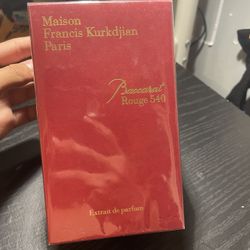 Maison
Francis Kurkdjian
Paris
Baccarat
Rouge 540
Extrait de parfum